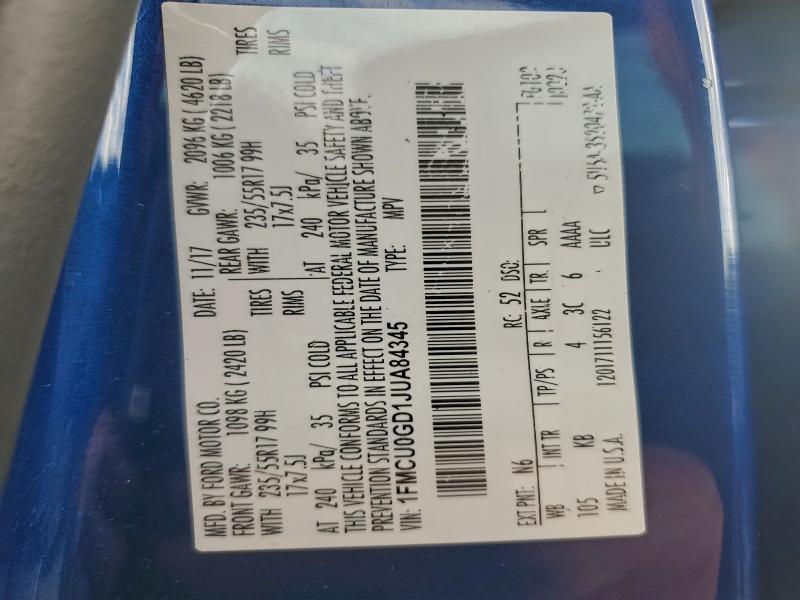 MFD. BY FORD MOTOR CO.
DATE: 11/17 GVWR: 2096 KG ( 4620 LB)
FRONT GAWR: 1098 KG ( 2420 LB) REAR GAWR: 1006 KG ( 2218 LB)
WITH 235/55R17 99H TIRES WITH 235/55R17 99H TIRES
17x7.5J RIMS 17x7.5J RIMS
AT 240 kPa/ 35 PSI COLD AT 240 kPa/ 35 PSI COLD
THIS VEHICLE CONFORMS TO ALL APPLICABLE FEDERAL MOTOR VEHICLE SAFETY AND THEFT
PREVENTION STANDARDS IN EFFECT ON THE DATE OF MANUFACTURE SHOWN ABOVE.
VIN: 1FMCU0GD1JUA84345 TYPE: MPV
EXT PNT: N6 RC: 52 DSO:
WB INT TR TP/PS R AXLE TR SPR
105 KB 4 3C 6 AAAA
MADE IN U.S.A. 12017111156122 ULC